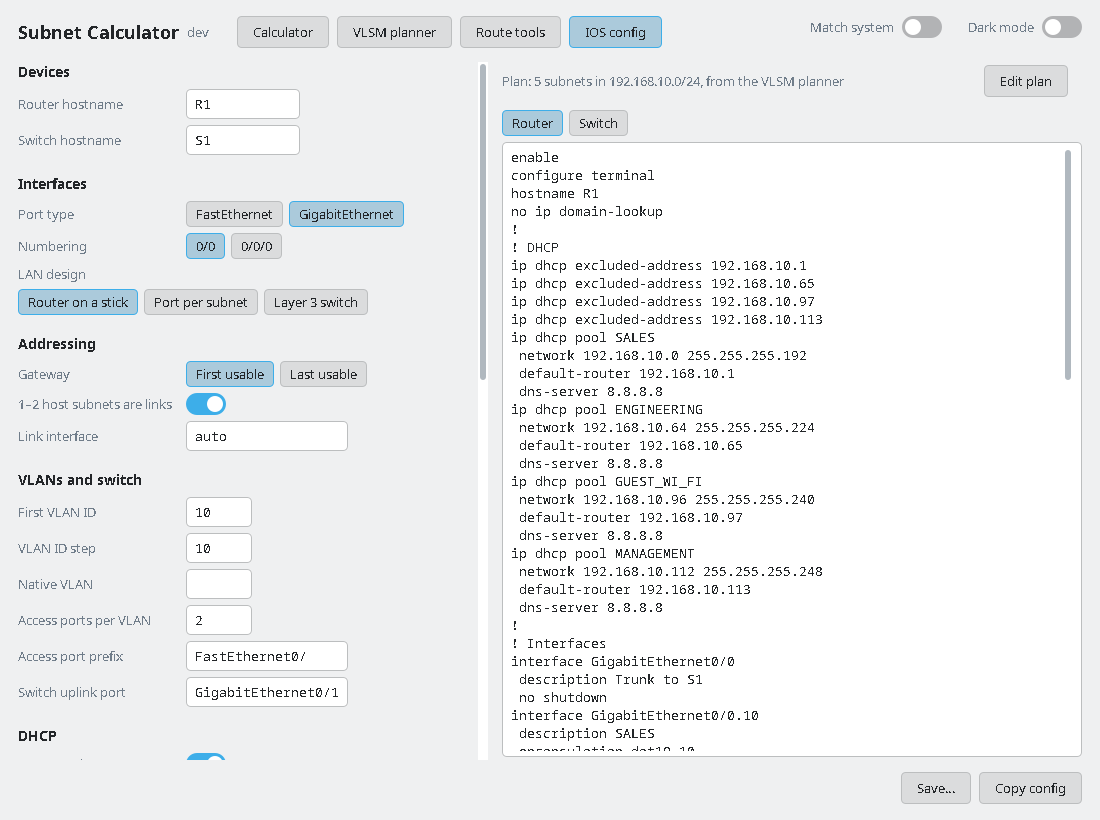 Subnet Calculator dev
Calculator
VLSM planner
Route tools
IOS config
Match system
Dark mode
Devices
Router hostname R1
Switch hostname S1
Interfaces
Port type FastEthernet GigabitEthernet
Numbering 0/0 0/0/0
LAN design
Router on a stick Port per subnet Layer 3 switch
Addressing
Gateway First usable Last usable
1–2 host subnets are links
Link interface auto
VLANs and switch
First VLAN ID 10
VLAN ID step 10
Native VLAN
Access ports per VLAN 2
Access port prefix FastEthernet0/
Switch uplink port GigabitEthernet0/1
DHCP
Plan: 5 subnets in 192.168.10.0/24, from the VLSM planner
Edit plan
Router Switch
enable
configure terminal
hostname R1
no ip domain-lookup
!
! DHCP
ip dhcp excluded-address 192.168.10.1
ip dhcp excluded-address 192.168.10.65
ip dhcp excluded-address 192.168.10.97
ip dhcp excluded-address 192.168.10.113
ip dhcp pool SALES
network 192.168.10.0 255.255.255.192
default-router 192.168.10.1
dns-server 8.8.8.8
ip dhcp pool ENGINEERING
network 192.168.10.64 255.255.255.224
default-router 192.168.10.65
dns-server 8.8.8.8
ip dhcp pool GUEST_WI_FI
network 192.168.10.96 255.255.255.240
default-router 192.168.10.97
dns-server 8.8.8.8
ip dhcp pool MANAGEMENT
network 192.168.10.112 255.255.255.248
default-router 192.168.10.113
dns-server 8.8.8.8
!
! Interfaces
interface GigabitEthernet0/0
description Trunk to S1
no shutdown
interface GigabitEthernet0/0.10
description SALES
Save...
Copy config